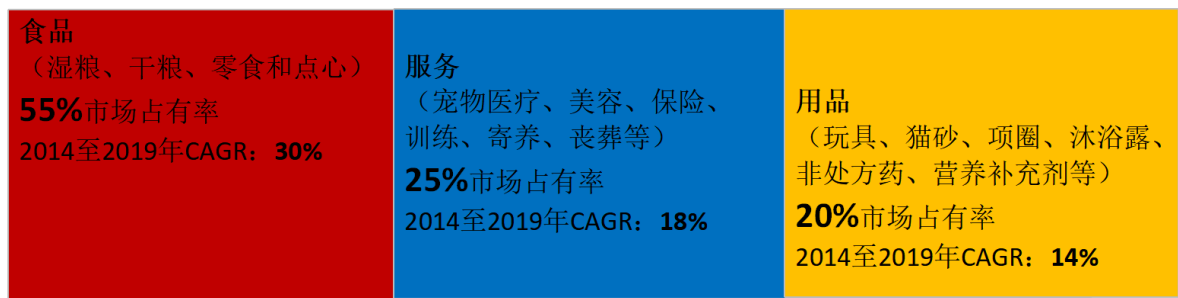 食品
（湿粮、干粮、零食和点心）
55%市场占有率
2014至2019年CAGR：30%
服务
（宠物医疗、美容、保险、
训练、寄养、丧葬等）
25%市场占有率
2014至2019年CAGR：18%
用品
（玩具、猫砂、项圈、沐浴露、
非处方药、营养补充剂等）
20%市场占有率
2014至2019年CAGR：14%